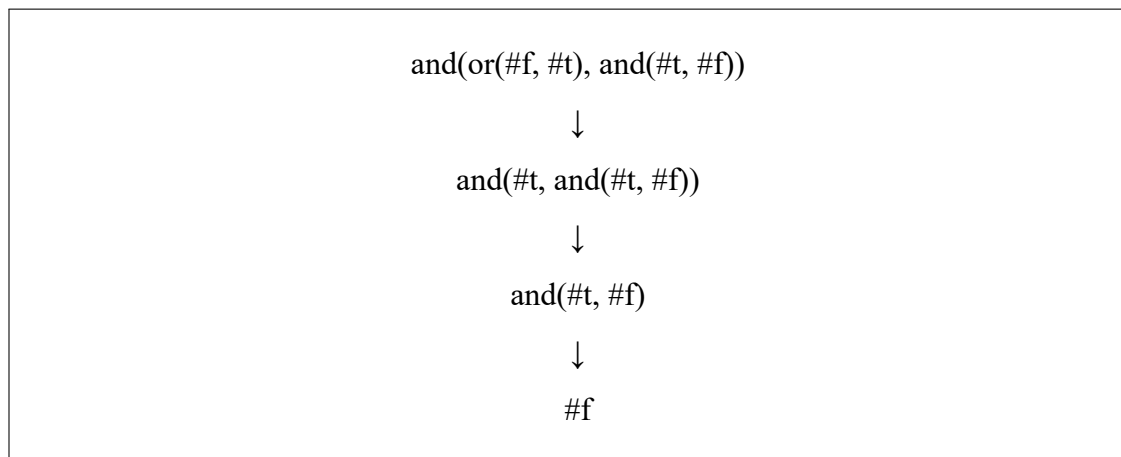 and(or(#f, #t), and(#t, #f))
↓
and(#t, and(#t, #f))
↓
and(#t, #f)
↓
#f